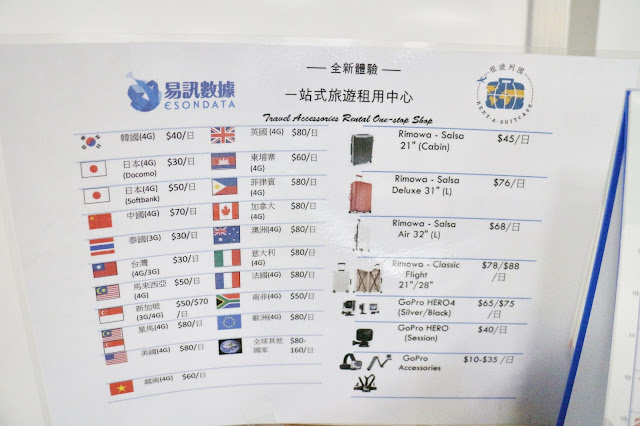 易訊數據
ESONDATA
全新體驗
一站式旅遊租用中心
Travel Accessories Rental One-stop Shop
RENT-A-SUITCASE
韓國(4G) $40/日
日本(4G) $30/日
(Docomo)
日本(4G) $50/日
(Softbank)
中國(4G) $70/日
泰國(3G) $30/日
台灣 $30/日
(4G/3G)
馬來西亞 $50/日
(4G)
新加坡 $50/$70
(3G/4G) /日
星馬(4G) $80/日
美國(4G) $80/日
越南(4G) $60/日
英國(4G) $80/日
柬埔寨 $60/日
(4G)
菲律賓 $80/日
(4G)
加拿大 $80/日
(4G)
澳洲(4G) $80/日
意大利 $80/日
(4G)
法國(4G) $80/日
南非(4G) $50/日
歐洲(4G) $80/日
全球其他 $80-
國家 160/日
Rimowa - Salsa $45/日
21" (Cabin)
Rimowa - Salsa $76/日
Deluxe 31" (L)
Rimowa - Salsa $68/日
Air 32" (L)
Rimowa - Classic $78/$88
Flight /日
21"/28"
GoPro HERO4 $65/$75
(Silver/Black) /日
GoPro HERO $40/日
(Session)
GoPro $10-$35 /日
Accessories